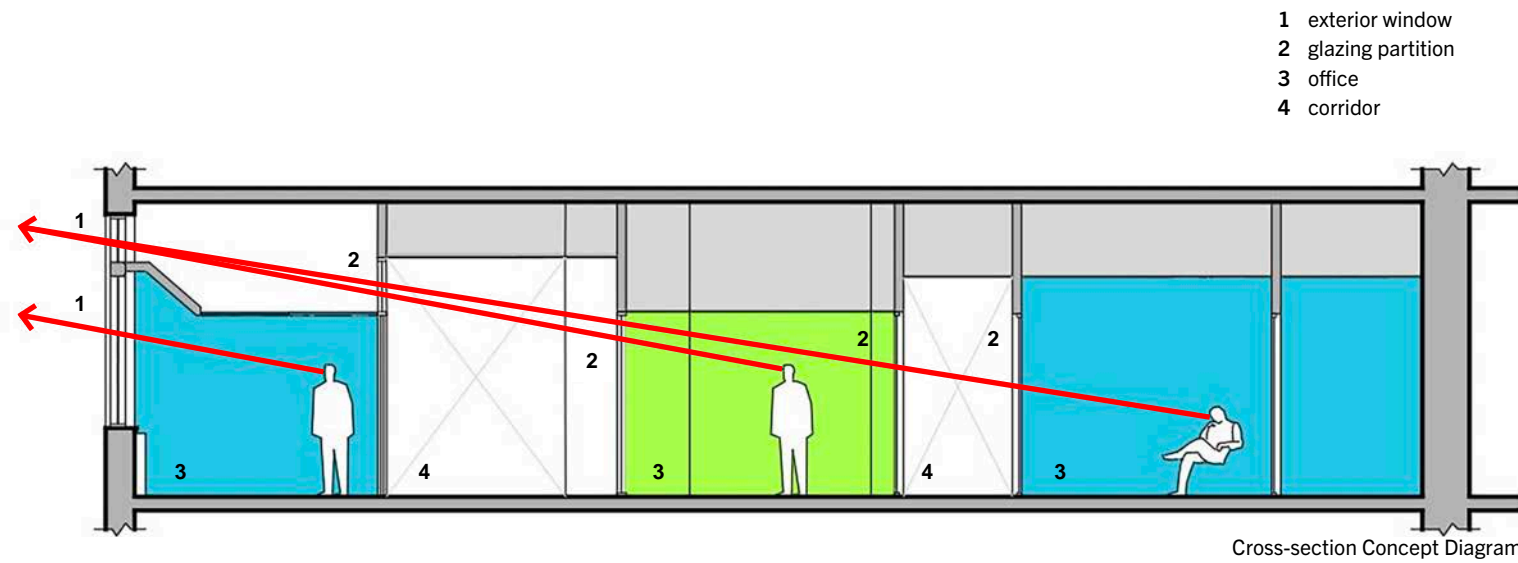 1 exterior window
2 glazing partition
3 office
4 corridor
1
2
1
2
2
2
3
4
3
4
3
Cross-section Concept Diagram